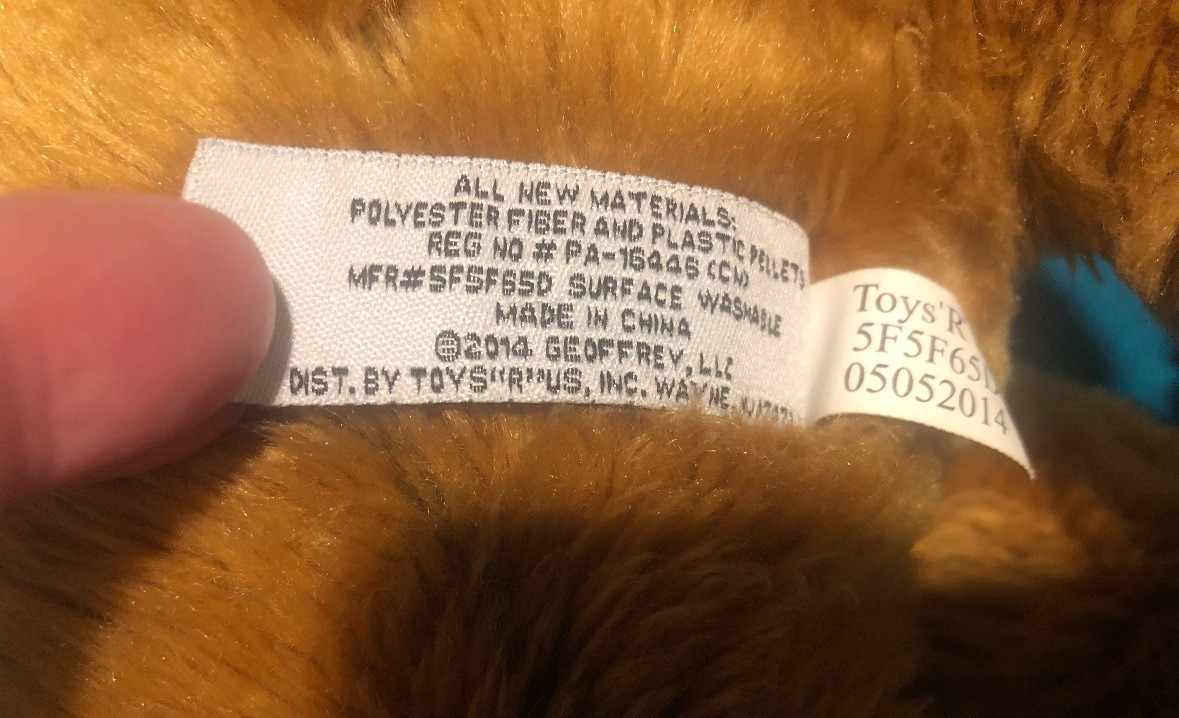 ALL NEW MATERIALS:
POLYESTER FIBER AND PLASTIC PELLETS
REG NO # PA-16446 (CN)
MFR#5F5F65D SURFACE WASHABLE
MADE IN CHINA
©2014 GEOFFREY, LLC
DIST. BY TOYS"R"US, INC. WAYNE,
Toys'R
5F5F65D
05052014